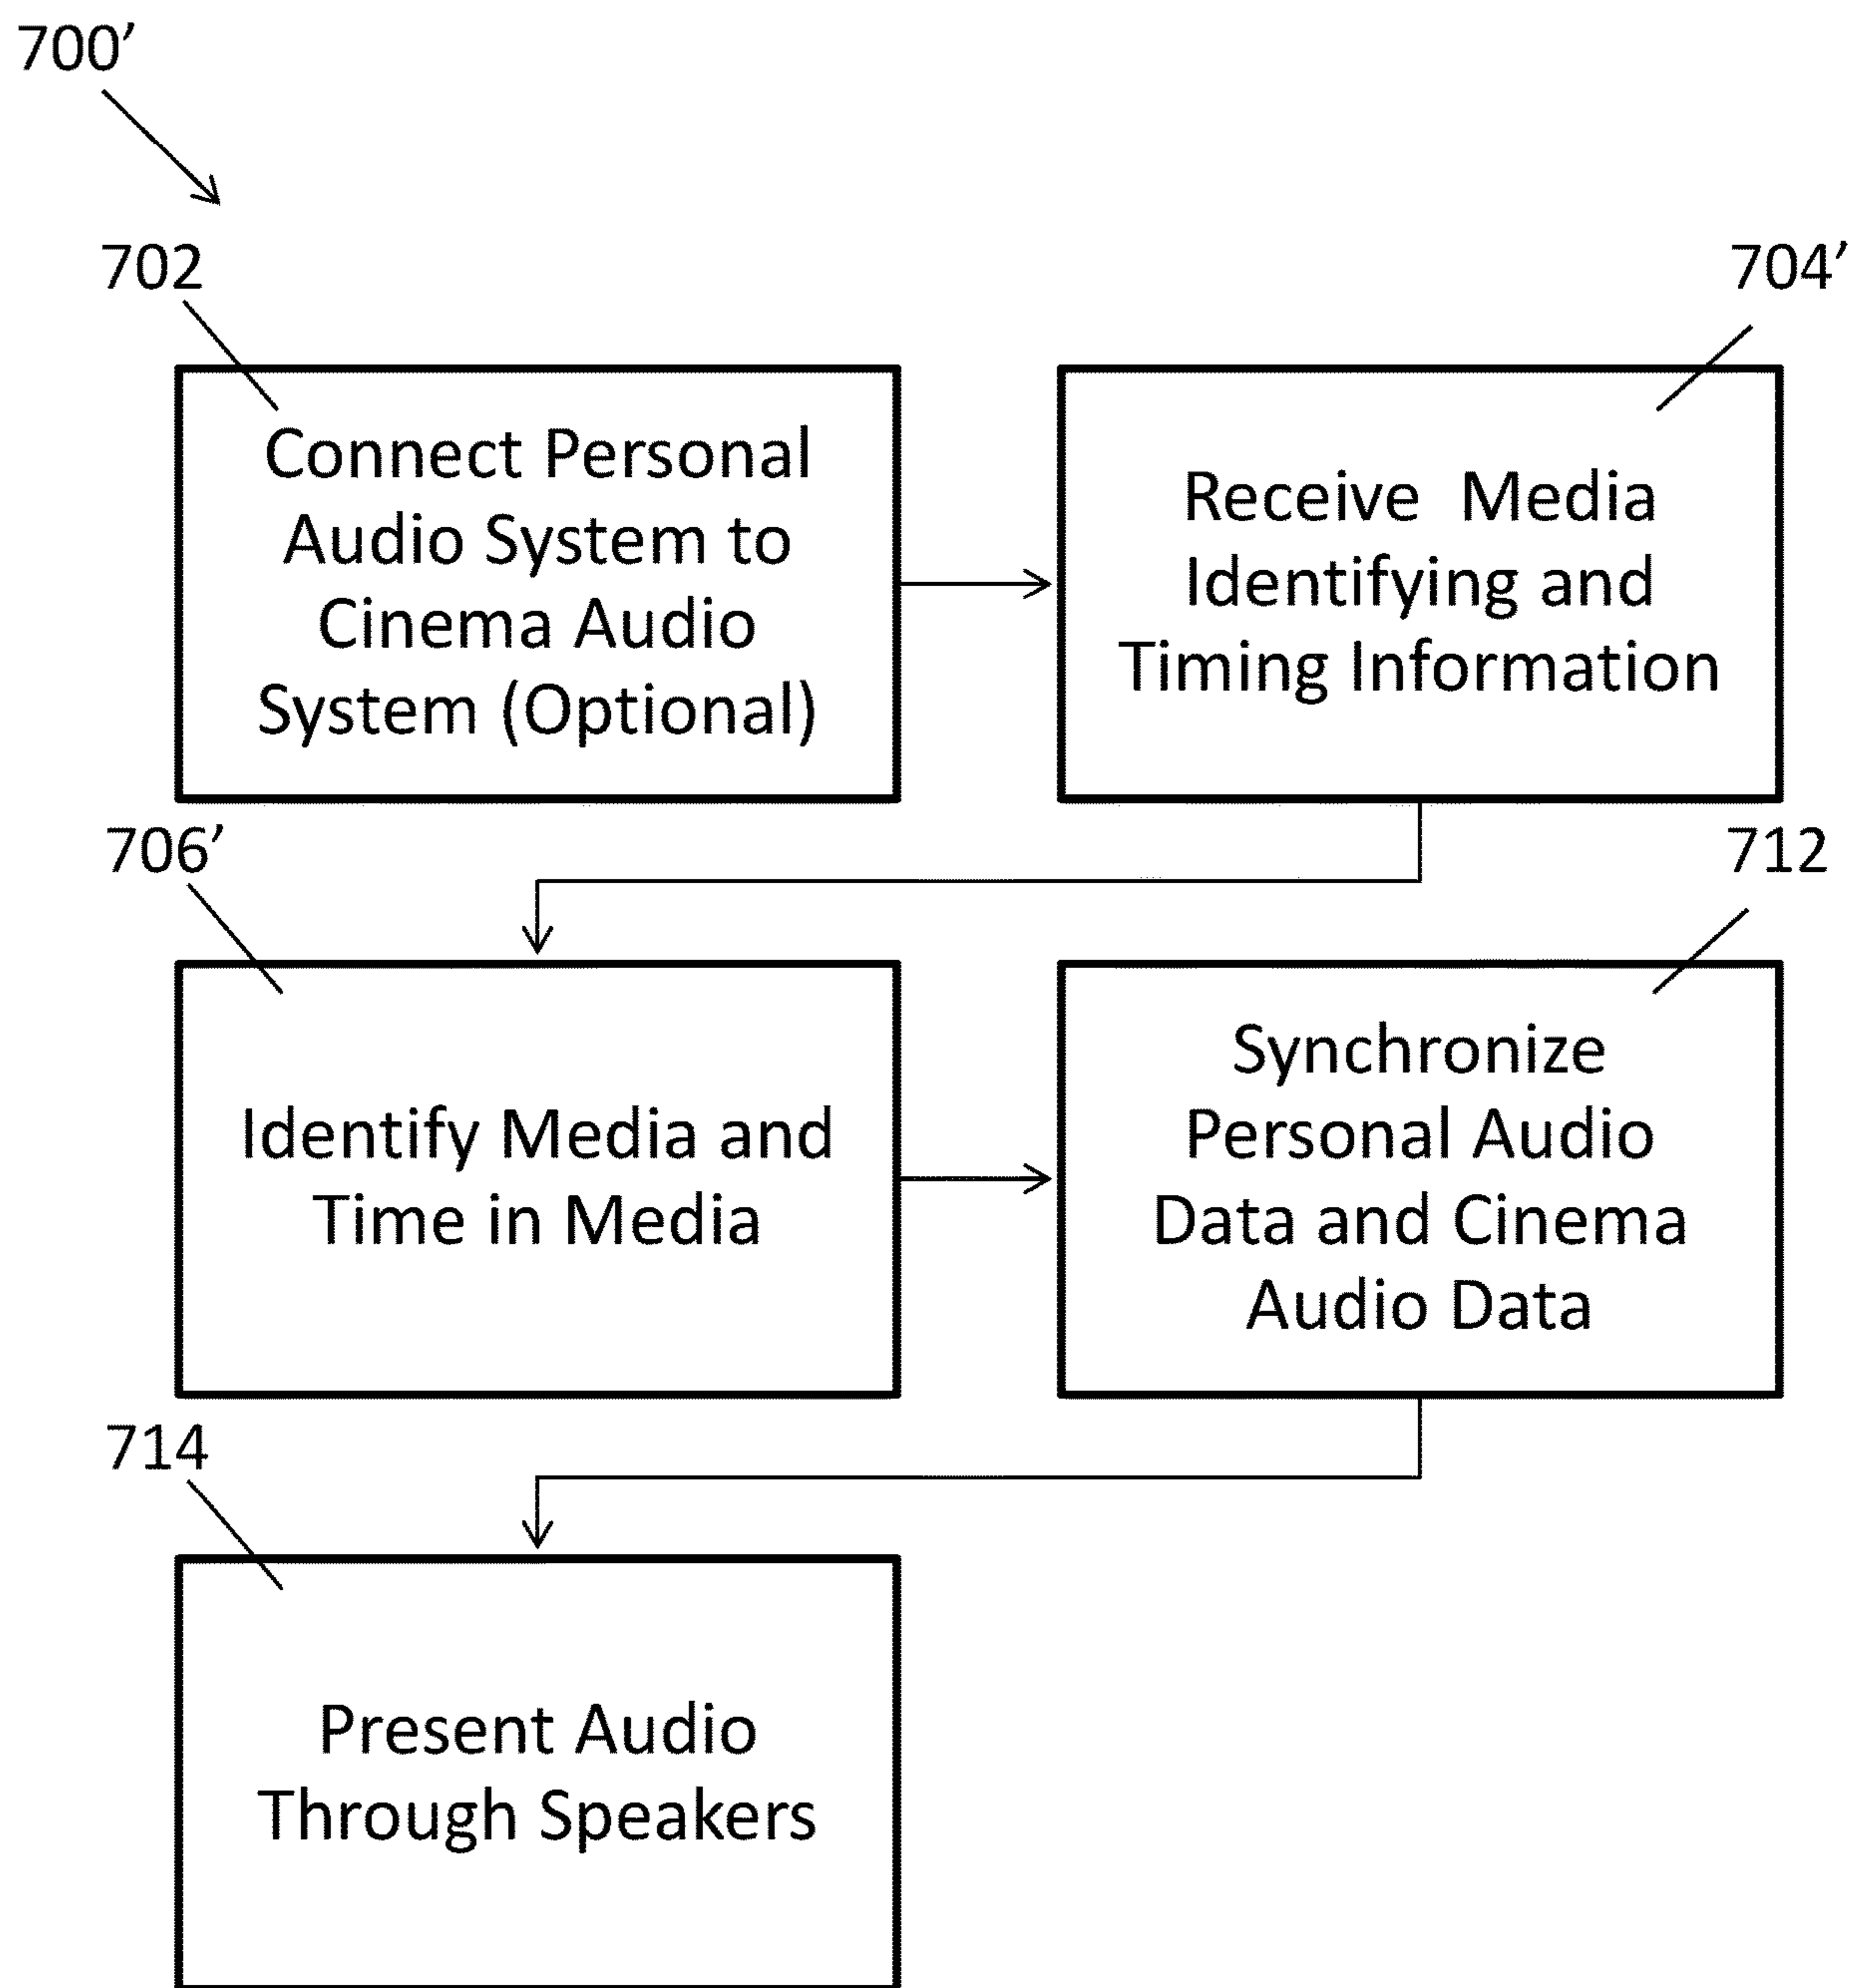 700’
702
704’
Connect Personal
Audio System to
Cinema Audio
System (Optional)
Receive Media
Identifying and
Timing Information
706’
712
Identify Media and
Time in Media
Synchronize
Personal Audio
Data and Cinema
Audio Data
714
Present Audio
Through Speakers